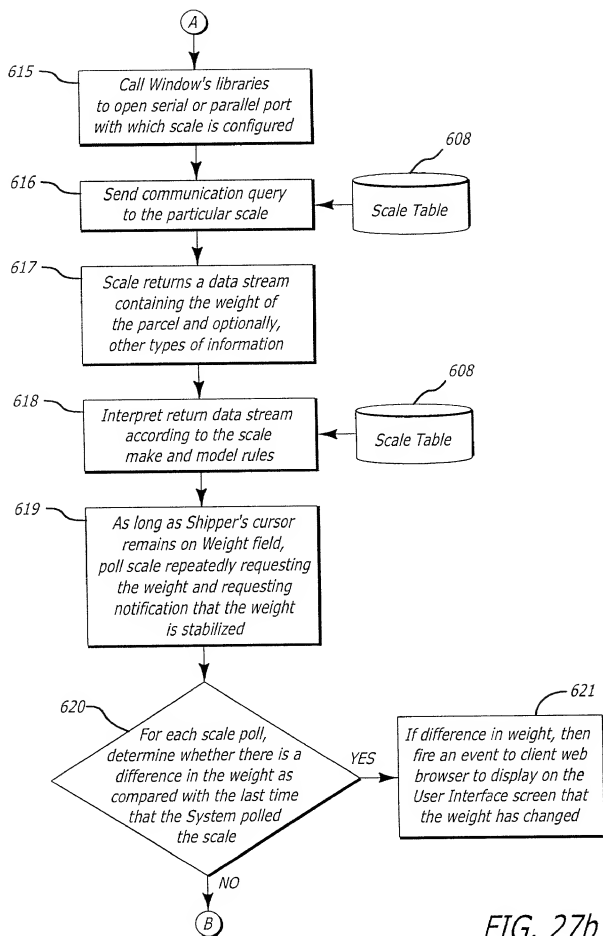 A
615
Call Window's libraries
to open serial or parallel port
with which scale is configured
608
616
Send communication query
to the particular scale
Scale Table
617
Scale returns a data stream
containing the weight of
the parcel and optionally,
other types of information
608
618
Interpret return data stream
according to the scale
make and model rules
Scale Table
619
As long as Shipper's cursor
remains on Weight field,
poll scale repeatedly requesting
the weight and requesting
notification that the weight
is stabilized
620
For each scale poll,
determine whether there is a
difference in the weight as
compared with the last time
that the System polled
the scale
YES
621
If difference in weight, then
fire an event to client web
browser to display on the
User Interface screen that
the weight has changed
NO
B
FIG. 27b